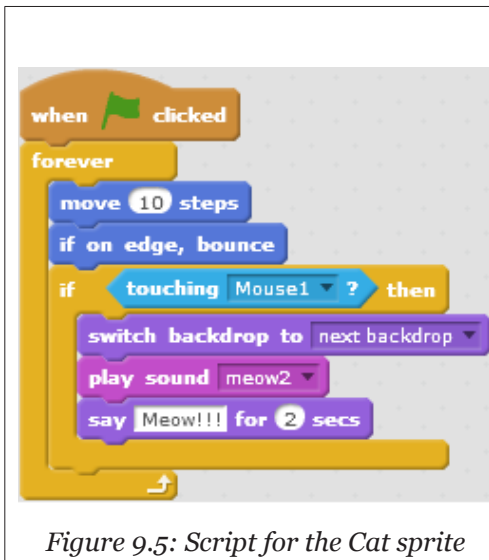 when clicked
forever
move 10 steps
if on edge, bounce
if touching Mouse1 ? then
switch backdrop to next backdrop
play sound meow2
say Meow!!! for 2 secs
Figure 9.5: Script for the Cat sprite